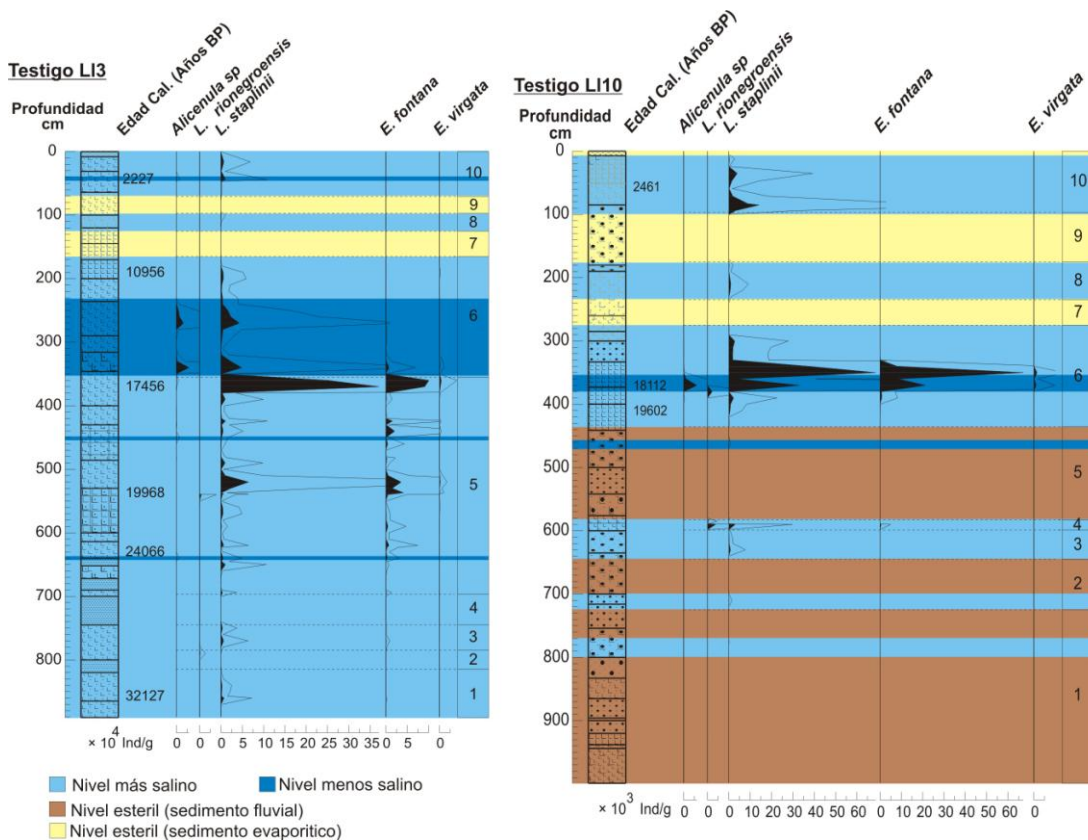 Testigo LI3
Profundidad
cm
Edad Cal. (Años BP)
Alicenula sp
L. rionegroensis
L. staplinii
E. fontana
E. virgata
0
100
200
300
400
500
600
700
800
2227
10956
17456
19968
24066
32127
10
9
8
7
6
5
4
3
2
1
× 10⁴ Ind/g
0 0 0 5 10 15 20 25 30 35 0 5 0
Testigo LI10
Profundidad
cm
Edad Cal. (Años BP)
Alicenula sp
L. rionegroensis
L. staplinii
E. fontana
E. virgata
0
100
200
300
400
500
600
700
800
900
2461
18112
19602
10
9
8
7
6
5
4
3
2
1
× 10³ Ind/g
0 0 0 10 20 30 40 50 60 0 10 20 30 40 50 60 0
Nivel más salino
Nivel menos salino
Nivel esteril (sedimento fluvial)
Nivel esteril (sedimento evaporitico)